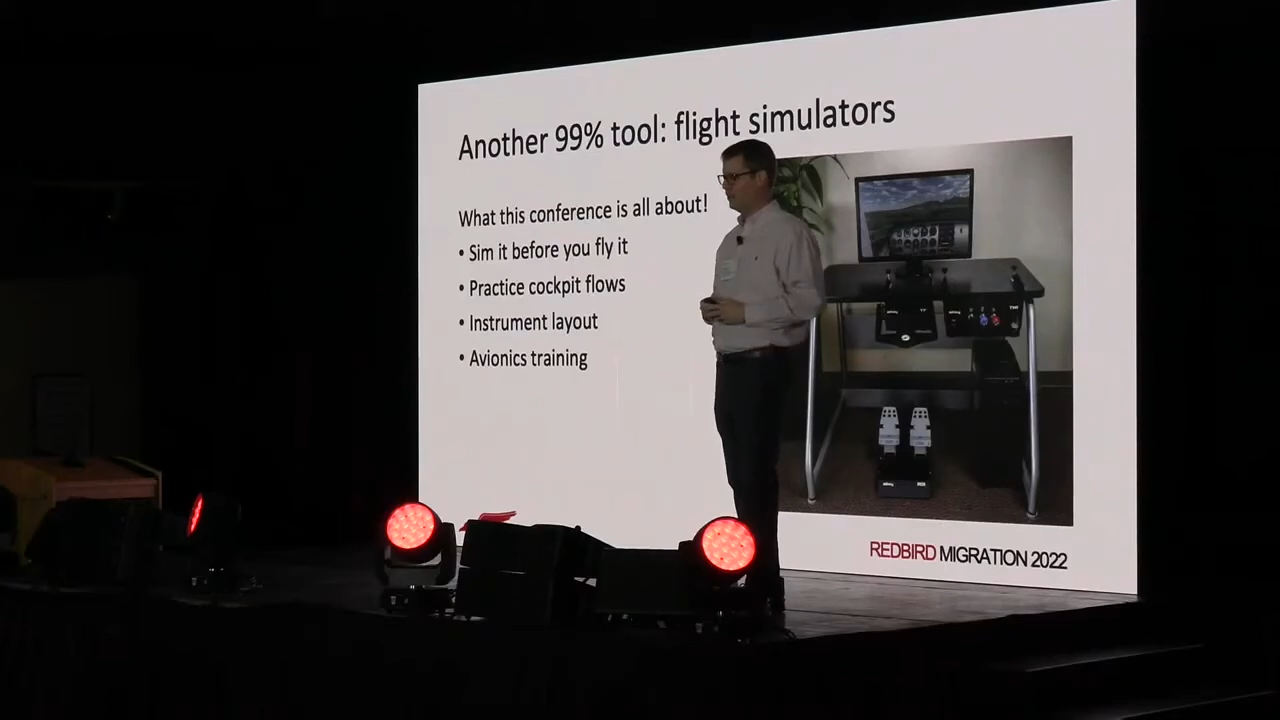 Another 99% tool: flight simulators
What this conference is all about!
• Sim it before you fly it
• Practice cockpit flows
• Instrument layout
• Avionics training
REDBIRD MIGRATION 2022